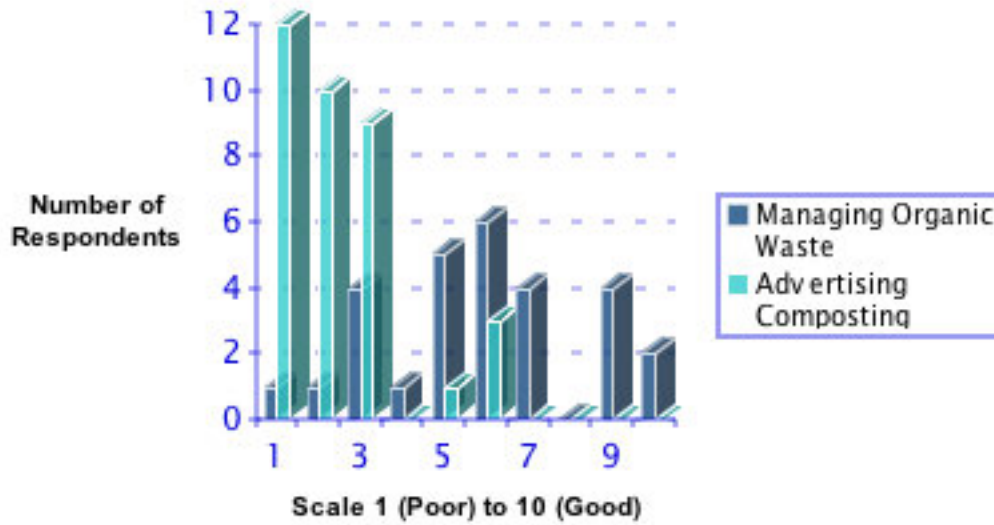 12
10
8
6
4
2
0
Number of
Respondents
1 3 5 7 9
Scale 1 (Poor) to 10 (Good)
Managing Organic
Waste
Advertising
Composting